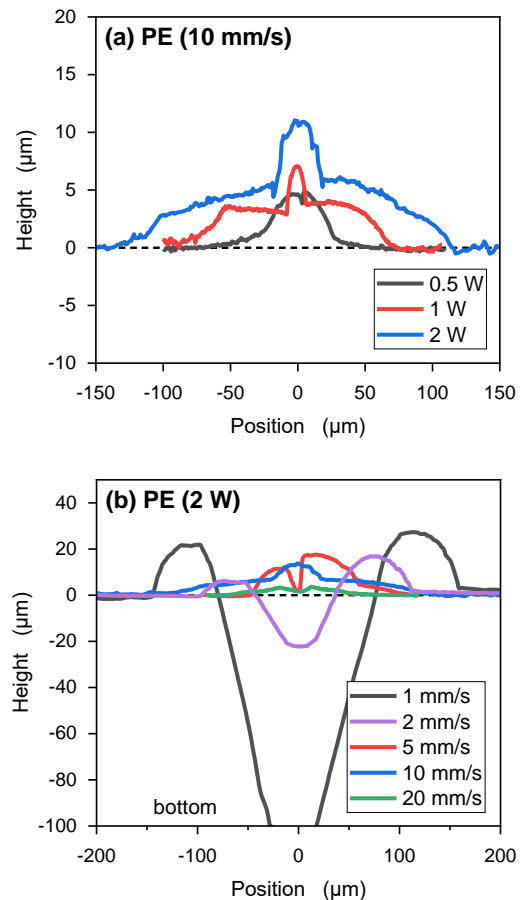 (a) PE (10 mm/s)
Height (µm)
20
15
10
5
0
-5
-10
0.5 W
1 W
2 W
-150 -100 -50 0 50 100 150
Position (µm)
(b) PE (2 W)
Height (µm)
40
20
0
-20
-40
-60
-80
-100
1 mm/s
2 mm/s
5 mm/s
10 mm/s
20 mm/s
bottom
-200 -100 0 100 200
Position (µm)